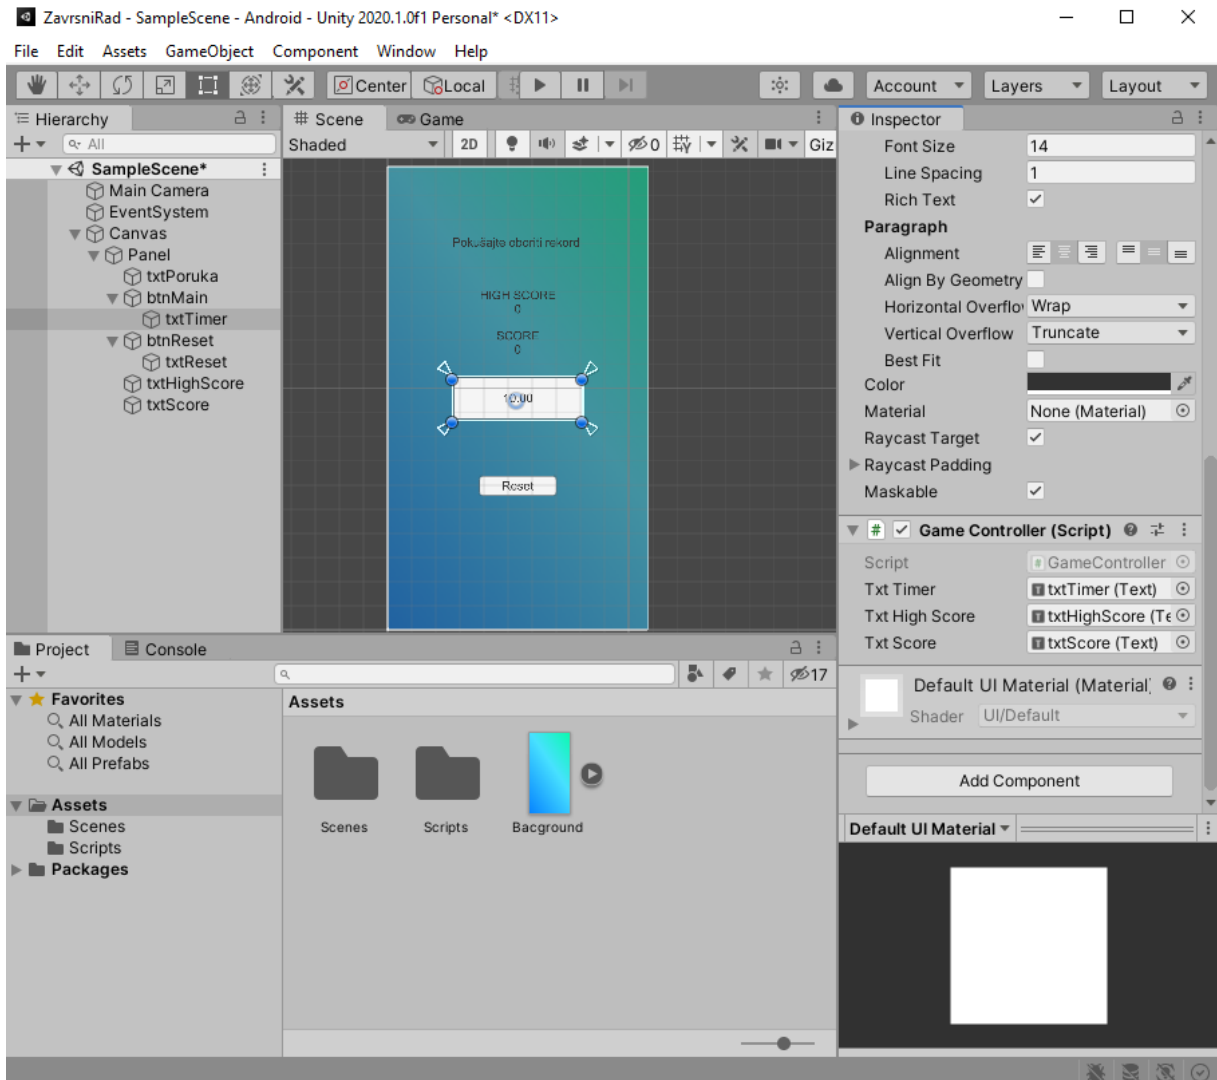 ZavrsniRad - SampleScene - Android - Unity 2020.1.0f1 Personal* <DX11>
File Edit Assets GameObject Component Window Help
Center Local Account Layers Layout
Hierarchy
All
SampleScene*
Main Camera
EventSystem
Canvas
Panel
txtPoruka
btnMain
txtTimer
btnReset
txtReset
txtHighScore
txtScore
Scene Game
Shaded 2D 0 Giz
Pokušajte oboriti rekord
HIGH SCORE
0
SCORE
0
10.00
Reset
Inspector
Font Size 14
Line Spacing 1
Rich Text
Paragraph
Alignment
Align By Geometry
Horizontal Overflo Wrap
Vertical Overflow Truncate
Best Fit
Color
Material None (Material)
Raycast Target
Raycast Padding
Maskable
# Game Controller (Script)
Script # GameController
Txt Timer T txtTimer (Text)
Txt High Score T txtHighScore (Te
Txt Score T txtScore (Text)
Default UI Material (Material)
Shader UI/Default
Add Component
Default UI Material
Project Console
17
Favorites
All Materials
All Models
All Prefabs
Assets
Scenes
Scripts
Packages
Assets
Scenes Scripts Bacground